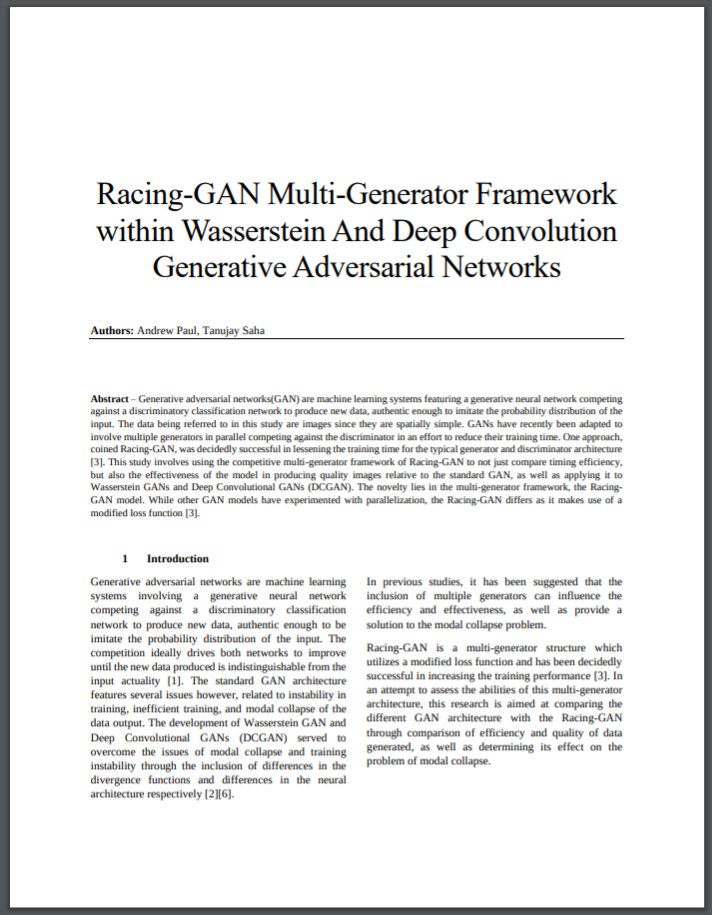 Racing-GAN Multi-Generator Framework
within Wasserstein And Deep Convolution
Generative Adversarial Networks
Authors: Andrew Paul, Tanujay Saha
Abstract – Generative adversarial networks(GAN) are machine learning systems featuring a generative neural network competing
against a discriminatory classification network to produce new data, authentic enough to imitate the probability distribution of the
input. The data being referred to in this study are images since they are spatially simple. GANs have recently been adapted to
involve multiple generators in parallel competing against the discriminator in an effort to reduce their training time. One approach,
coined Racing-GAN, was decidedly successful in lessening the training time for the typical generator and discriminator architecture
[3]. This study involves using the competitive multi-generator framework of Racing-GAN to not just compare timing efficiency,
but also the effectiveness of the model in producing quality images relative to the standard GAN, as well as applying it to
Wasserstein GANs and Deep Convolutional GANs (DCGAN). The novelty lies in the multi-generator framework, the Racing-
GAN model. While other GAN models have experimented with parallelization, the Racing-GAN differs as it makes use of a
modified loss function [3].
1 Introduction
Generative adversarial networks are machine learning
systems involving a generative neural network
competing against a discriminatory classification
network to produce new data, authentic enough to be
imitate the probability distribution of the input. The
competition ideally drives both networks to improve
until the new data produced is indistinguishable from the
input actuality [1]. The standard GAN architecture
features several issues however, related to instability in
training, inefficient training, and modal collapse of the
data output. The development of Wasserstein GAN and
Deep Convolutional GANs (DCGAN) served to
overcome the issues of modal collapse and training
instability through the inclusion of differences in the
divergence functions and differences in the neural
architecture respectively [2][6].
In previous studies, it has been suggested that the
inclusion of multiple generators can influence the
efficiency and effectiveness, as well as provide a
solution to the modal collapse problem.
Racing-GAN is a multi-generator structure which
utilizes a modified loss function and has been decidedly
successful in increasing the training performance [3]. In
an attempt to assess the abilities of this multi-generator
architecture, this research is aimed at comparing the
different GAN architecture with the Racing-GAN
through comparison of efficiency and quality of data
generated, as well as determining its effect on the
problem of modal collapse.